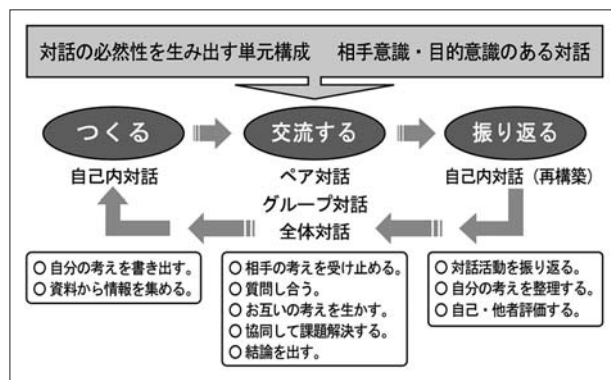 対話の必然性を生み出す単元構成　相手意識・目的意識のある対話
つくる
交流する
振り返る
自己内対話
ペア対話
グループ対話
全体対話
自己内対話（再構築）
○ 自分の考えを書き出す。
○ 資料から情報を集める。
○ 相手の考えを受け止める。
○ 質問し合う。
○ お互いの考えを生かす。
○ 協同して課題解決する。
○ 結論を出す。
○ 対話活動を振り返る。
○ 自分の考えを整理する。
○ 自己・他者評価する。